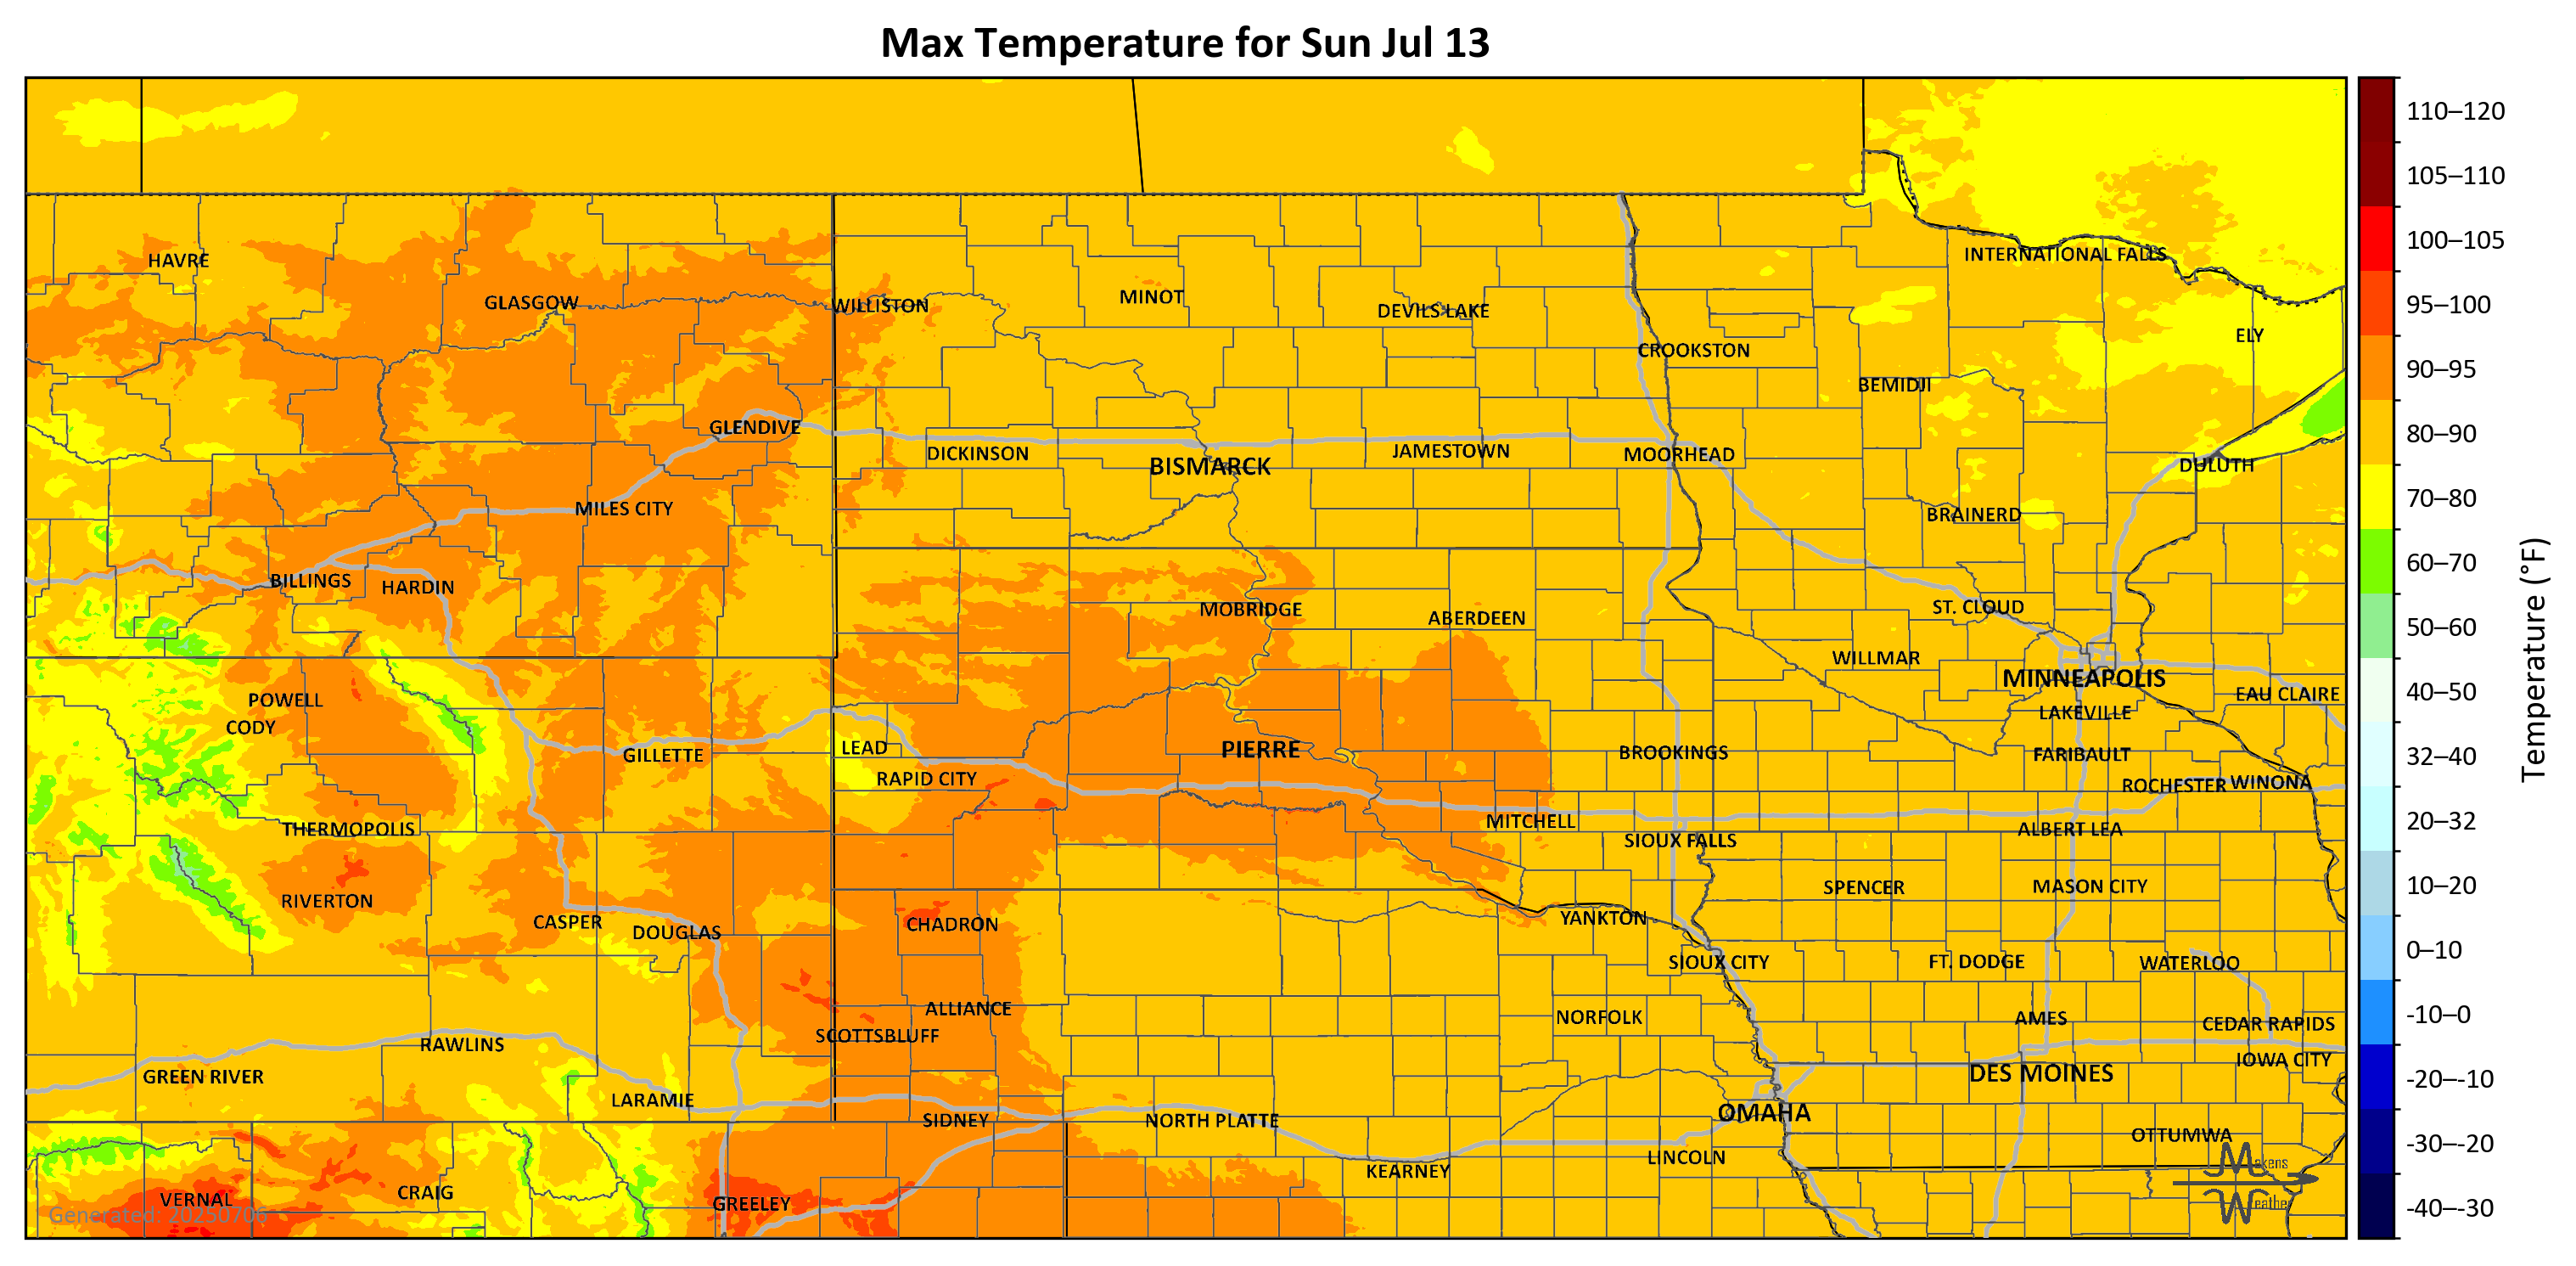 Max Temperature for Sun Jul 13
110–120
105–110
100–105
95–100
90–95
80–90
70–80
60–70
50–60
40–50
32–40
20–32
10–20
0–10
-10–0
-20–-10
-30–-20
-40–-30
Temperature (°F)
HAVRE
GLASGOW
WILLISTON
MINOT
DEVILS LAKE
INTERNATIONAL FALLS
ELY
CROOKSTON
BEMIDJI
GLENDIVE
DICKINSON
BISMARCK
JAMESTOWN
MOORHEAD
DULUTH
MILES CITY
BRAINERD
BILLINGS
HARDIN
MOBRIDGE
ABERDEEN
ST. CLOUD
WILLMAR
MINNEAPOLIS
EAU CLAIRE
POWELL
CODY
LAKEVILLE
GILLETTE
LEAD
PIERRE
BROOKINGS
FARIBAULT
RAPID CITY
ROCHESTER
WINONA
THERMOPOLIS
MITCHELL
SIOUX FALLS
ALBERT LEA
RIVERTON
SPENCER
MASON CITY
CASPER
DOUGLAS
CHADRON
YANKTON
SIOUX CITY
FT. DODGE
WATERLOO
ALLIANCE
NORFOLK
AMES
CEDAR RAPIDS
SCOTTSBLUFF
RAWLINS
IOWA CITY
GREEN RIVER
DES MOINES
LARAMIE
SIDNEY
NORTH PLATTE
OMAHA
OTTUMWA
LINCOLN
KEARNEY
VERNAL
CRAIG
GREELEY
Generated: 20250706
Makens
Weather